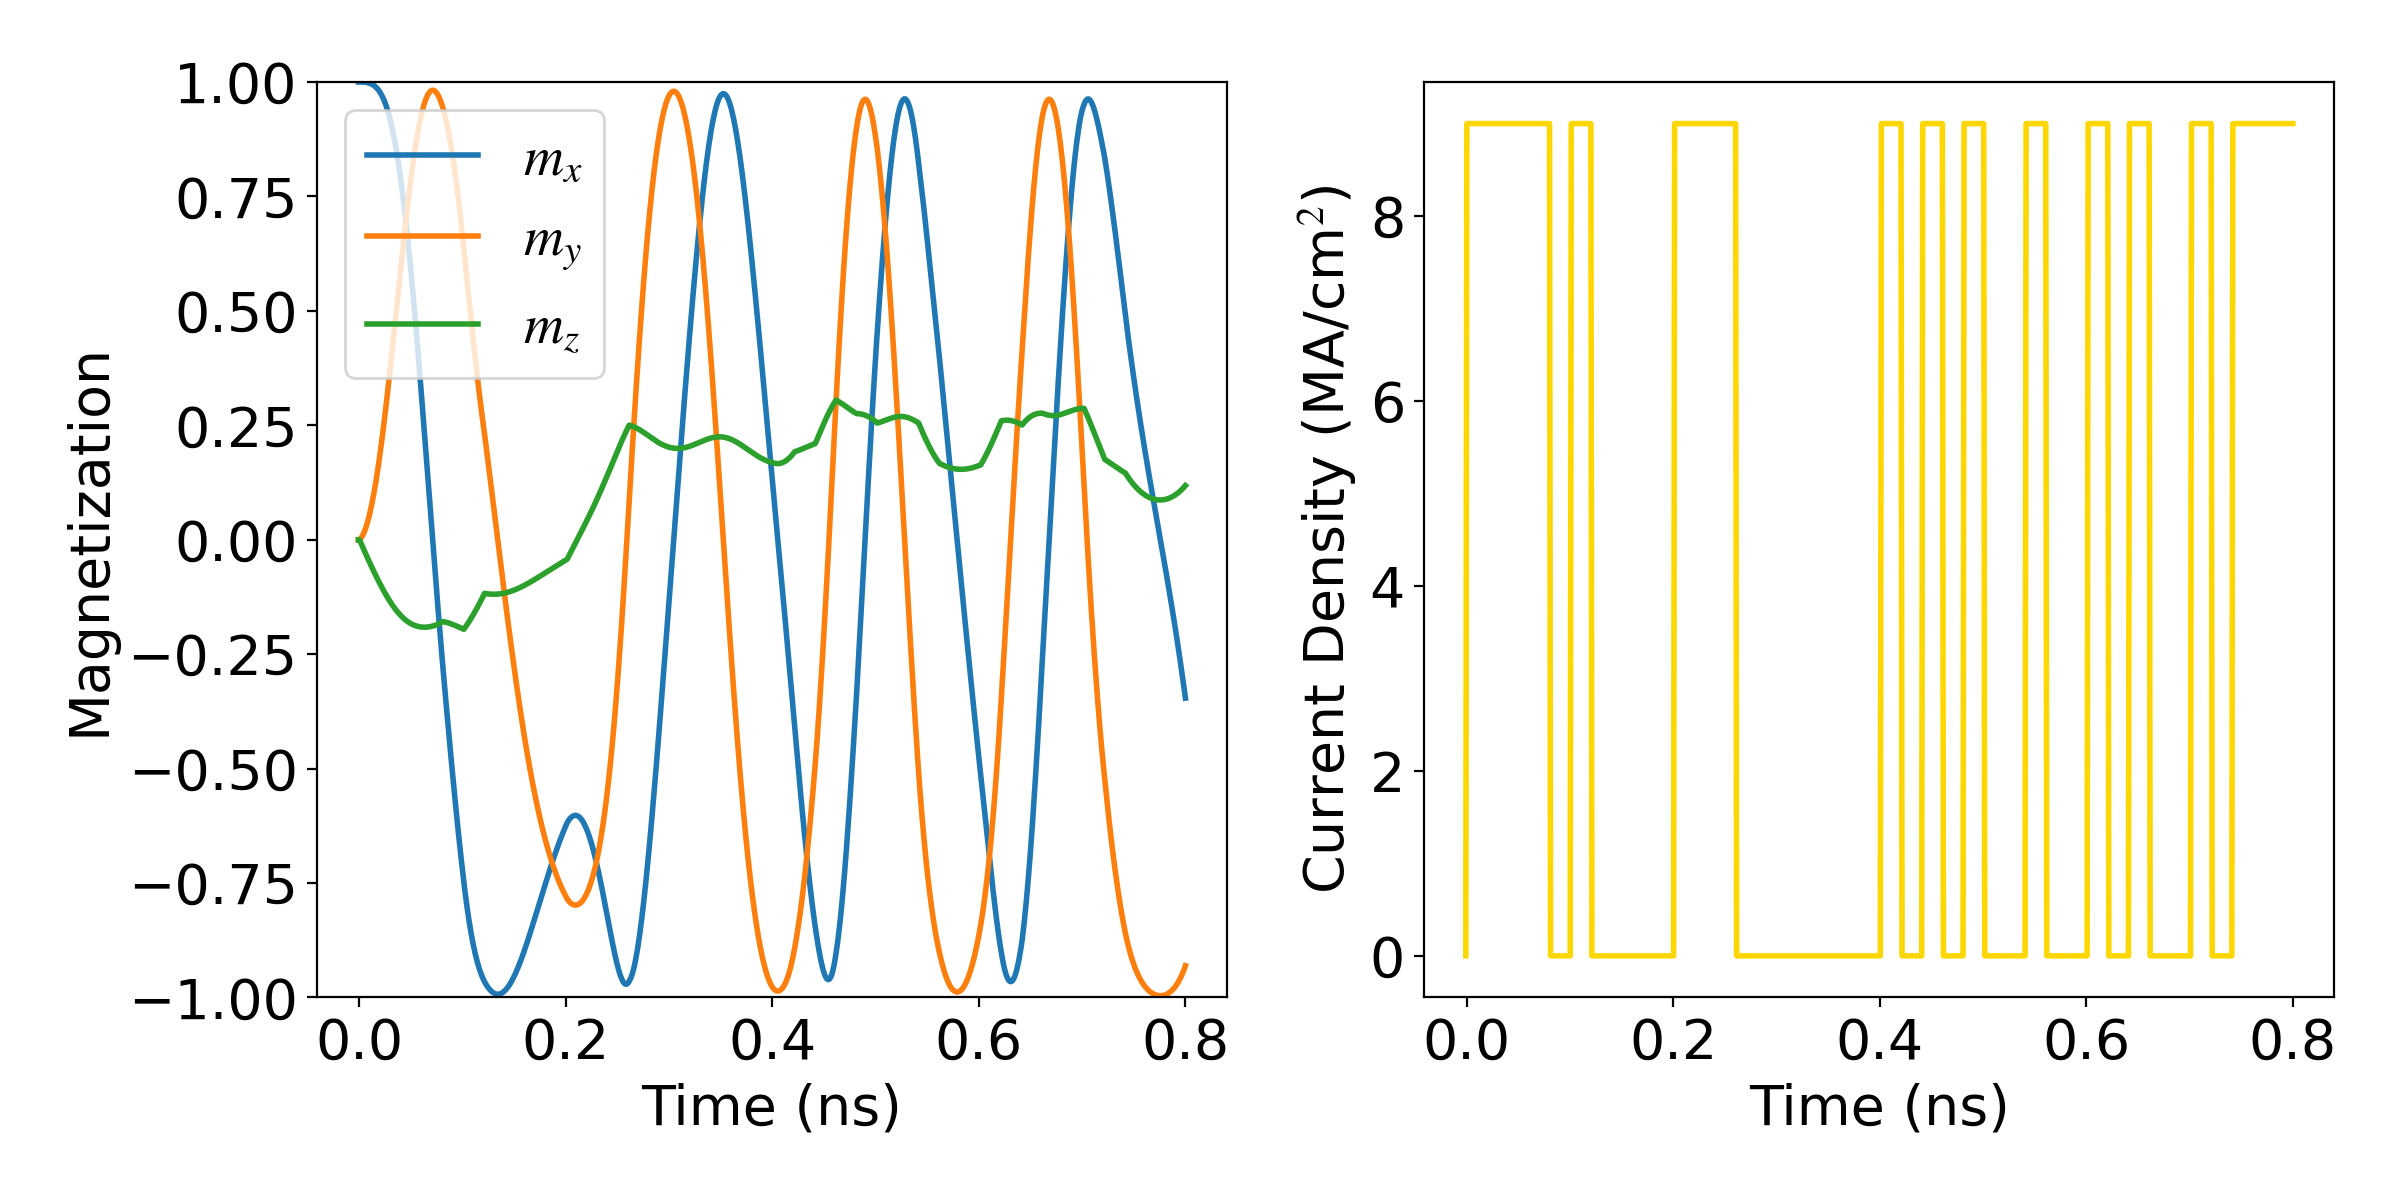 Magnetization
1.00
0.75
0.50
0.25
0.00
−0.25
−0.50
−0.75
−1.00
m_x
m_y
m_z
0.0 0.2 0.4 0.6 0.8
Time (ns)
Current Density (MA/cm²)
8
6
4
2
0
0.0 0.2 0.4 0.6 0.8
Time (ns)